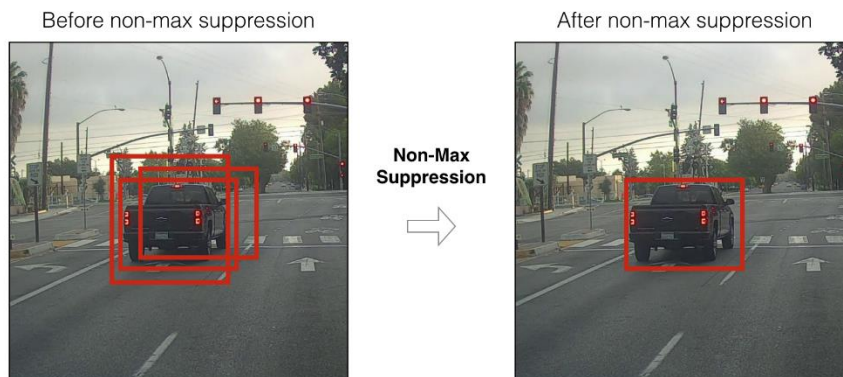 Before non-max suppression
After non-max suppression
Non-Max
Suppression